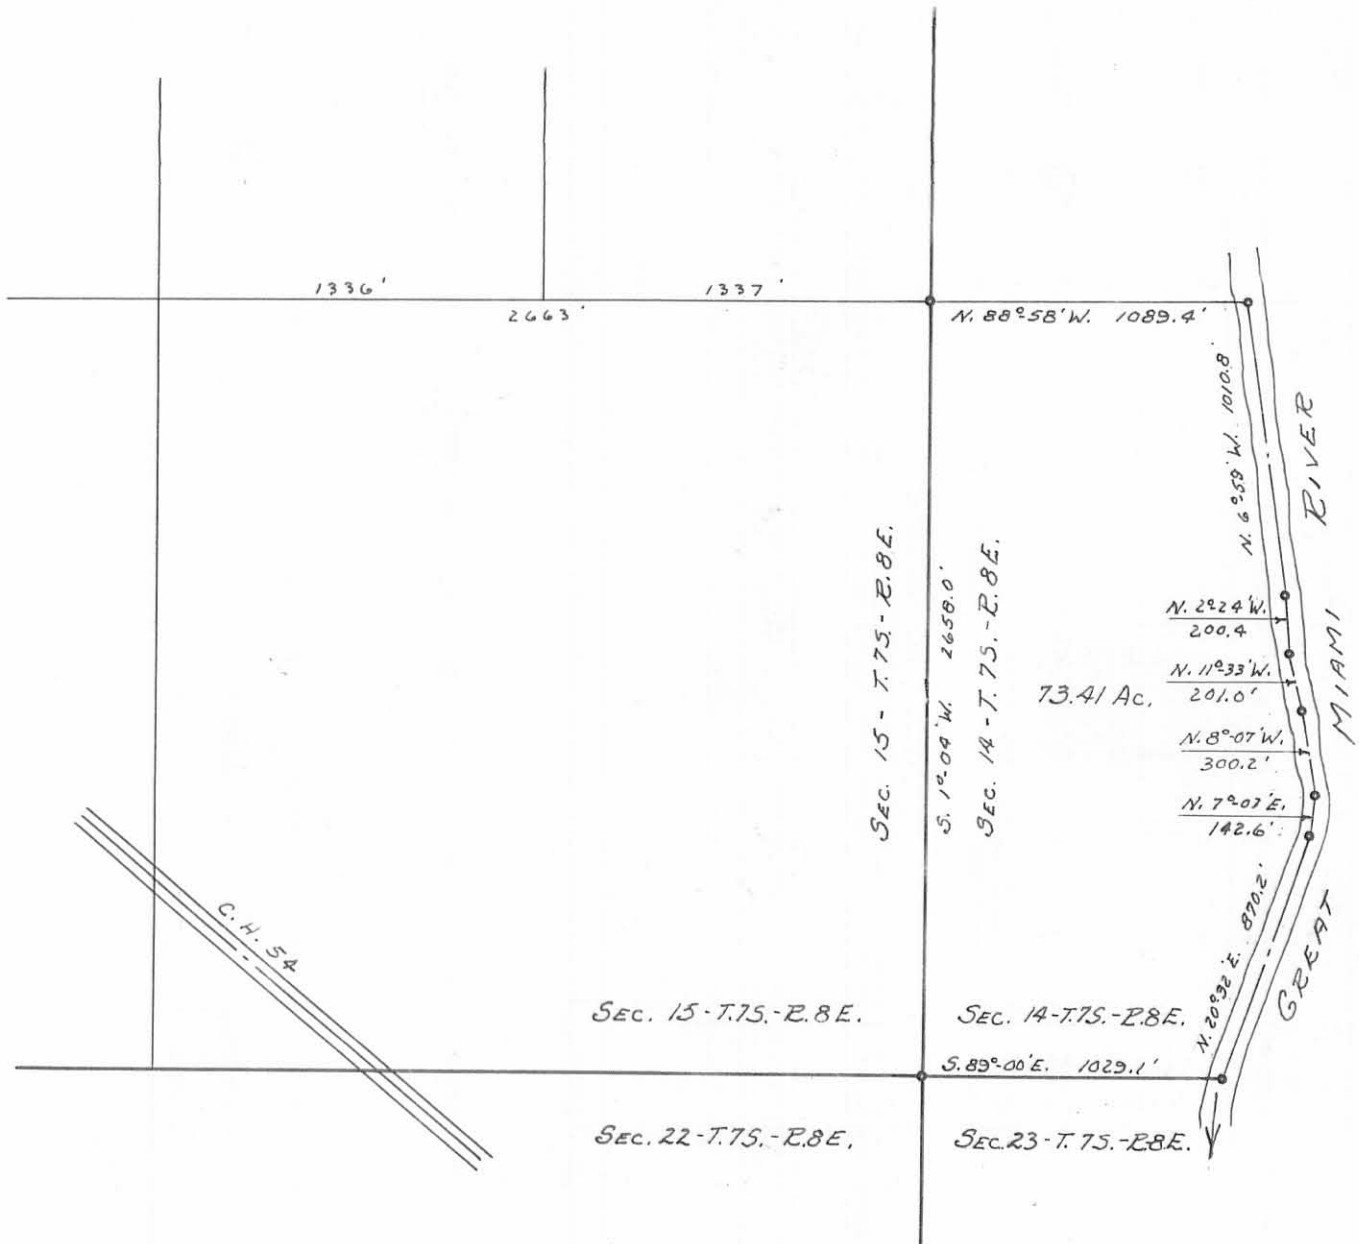 1336'
1337'
2663'
N. 88°-58'W. 1089.4'
N. 6°-59'W. 1010.8'
RIVER
MIAMI
GREAT
SEC. 15 - T.7S. - R.8E.
S. 1°-04'W. 2658.0'
SEC. 14 - T.7S. - R.8E.
73.41 Ac.
N. 2°-24'W.
200.4
N. 11°-33'W.
201.0'
N. 8°-07'W.
300.2'
N. 7°-03'E.
142.6'
N. 20°-32'E. 870.2'
C. H. 54
SEC. 15 - T.7S. - R.8E.
SEC. 14 - T.7S. - R.8E.
S. 89°-00'E. 1029.1'
SEC. 22 - T.7S. - R.8E.
SEC. 23 - T.7S. - R.8E.